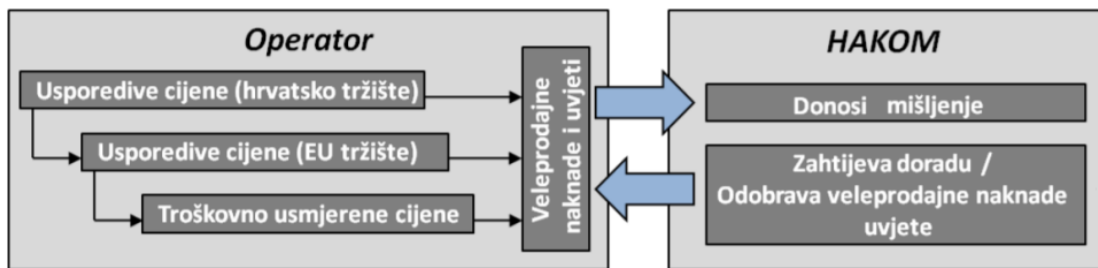 Operator
Usporedive cijene (hrvatsko tržište)
Usporedive cijene (EU tržište)
Troškovno usmjerene cijene
Veleprodajne
naknade i uvjeti
HAKOM
Donosi mišljenje
Zahtijeva doradu /
Odobrava veleprodajne naknade
uvjete